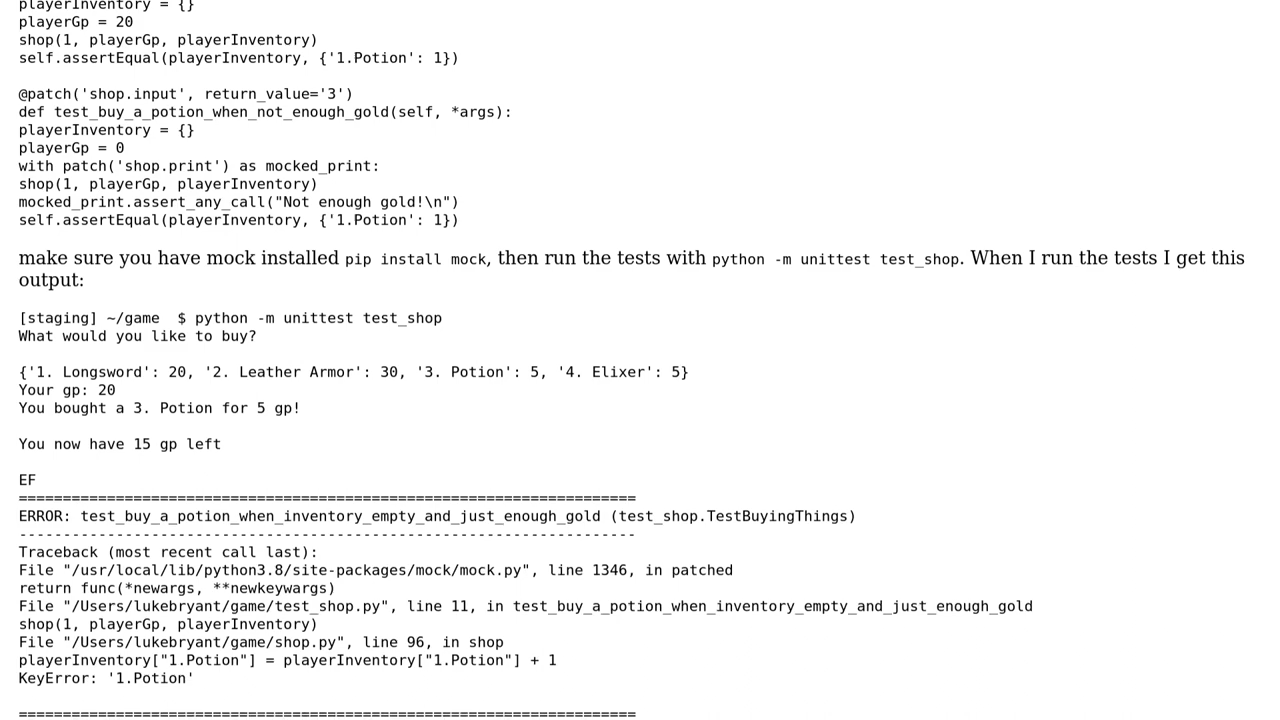 playerInventory = {}
playerGp = 20
shop(1, playerGp, playerInventory)
self.assertEqual(playerInventory, {'1.Potion': 1})
@patch('shop.input', return_value='3')
def test_buy_a_potion_when_not_enough_gold(self, *args):
playerInventory = {}
playerGp = 0
with patch('shop.print') as mocked_print:
shop(1, playerGp, playerInventory)
mocked_print.assert_any_call("Not enough gold!\n")
self.assertEqual(playerInventory, {'1.Potion': 1})
make sure you have mock installed pip install mock, then run the tests with python -m unittest test_shop. When I run the tests I get this
output:
[staging] ~/game  $ python -m unittest test_shop
What would you like to buy?
{'1. Longsword': 20, '2. Leather Armor': 30, '3. Potion': 5, '4. Elixer': 5}
Your gp: 20
You bought a 3. Potion for 5 gp!
You now have 15 gp left
EF
======================================================================
ERROR: test_buy_a_potion_when_inventory_empty_and_just_enough_gold (test_shop.TestBuyingThings)
----------------------------------------------------------------------
Traceback (most recent call last):
File "/usr/local/lib/python3.8/site-packages/mock/mock.py", line 1346, in patched
return func(*newargs, **newkeywargs)
File "/Users/lukebryant/game/test_shop.py", line 11, in test_buy_a_potion_when_inventory_empty_and_just_enough_gold
shop(1, playerGp, playerInventory)
File "/Users/lukebryant/game/shop.py", line 96, in shop
playerInventory["1.Potion"] = playerInventory["1.Potion"] + 1
KeyError: '1.Potion'
======================================================================